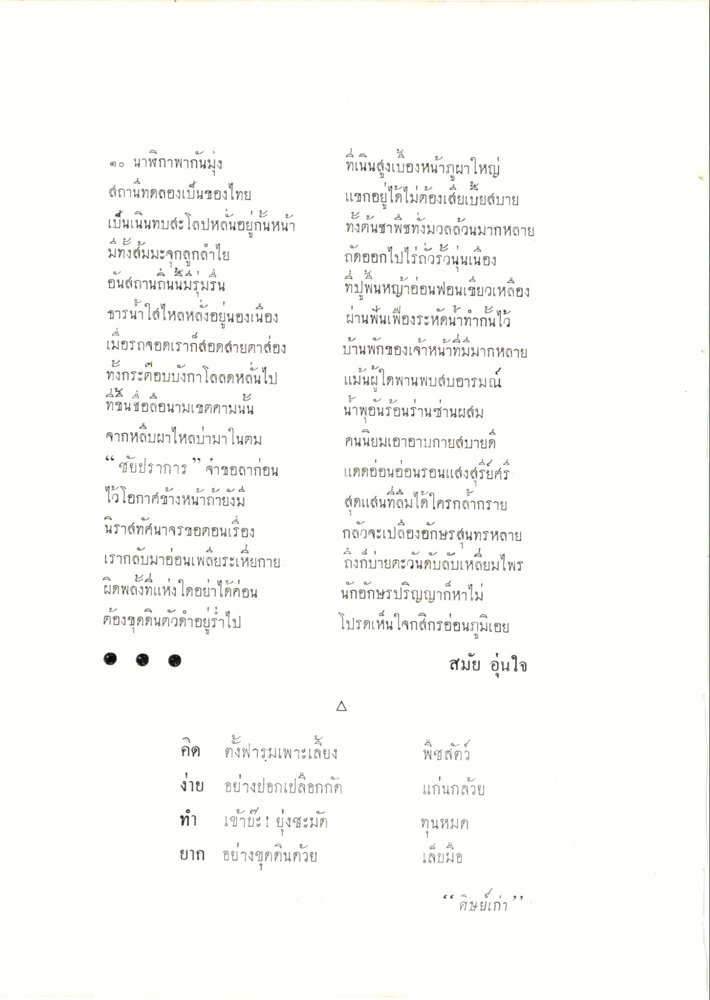 ๑๐ นาฬิกาพากันมุ่ง ที่เนินสูงเบื้องหน้าภูผาใหญ่
สถานีทดลองเป็นของไทย แขกอยู่ได้ไม่ต้องเสียเบี้ยสบาย
เป็นเนินทบสะโลปหลั่นอยู่กั้นหน้า ทั้งต้นชาพืชทั่งมวลล้วนมากหลาย
มีทั้งส้มมะจุกลูกลำไย ถัดออกไปไร่ถั่วรั้วนุ่นเนือง
อันสถานถิ่นนี้มีรุ่มรื่น ที่ปูพื้นหญ้าอ่อนฟอนเขียวเหลือง
ธารน้ำใสไหลหลั่งอยู่นองเนือง ผ่านฟันเฟืองระหัดน้ำทำกั้นไว้
เมื่อรถจอดเราก็สอดสายตาส่อง บ้านพักของเจ้าหน้าที่มีมากหลาย
ทั้งกระต๊อบบังกาโลลดหลั่นไป แม้นผู้ใดพานพบสบอารมณ์
ที่ขึ้นชื่อลือนามเขตคามนั้น น้ำพุอันร้อนร่านซ่านผสม
จากหลืบผาไหลบ่ามาในตม คนนิยมเอาอาบกายสบายดี
“ชัยปราการ” จ๋าขอลาก่อน แดดอ่อนอ่อนรอนแสงสุรีย์ศรี
ไว้โอกาศข้างหน้าถ้ายังมี สุดแสนที่ลืมได้ใครกล้ำกราย
นิราสทัศนาจรขอตอนเรื่อง กลัวจะเปลืองอักษรสุนทรหลาย
เรากลับมาอ่อนเพลียระเหี่ยกาย ถึงก็บ่ายตะวันดับลับเหลี่ยมไพร
ผิดพลั้งที่แห่งใดอย่าได้ค่อน นักอักษรปริญญาก็หาไม่
ต้องขุดดินตัวดำอยู่ร่ำไป โปรดเห็นใจกสิกรอ่อนภูมิเอย
สมัย อุ่นใจ
คิด ตั้งฟารฺมเพาะเลี้ยง พืชสัตว์
ง่าย อย่างปอกเปลือกกัด แก่นกล้วย
ทำ เข้าบ๊ะ! ยุ่งชะมัด ทุนหมด
ยาก อย่างขุดดินด้วย เล็บมือ
“ศิษย์เก่า”